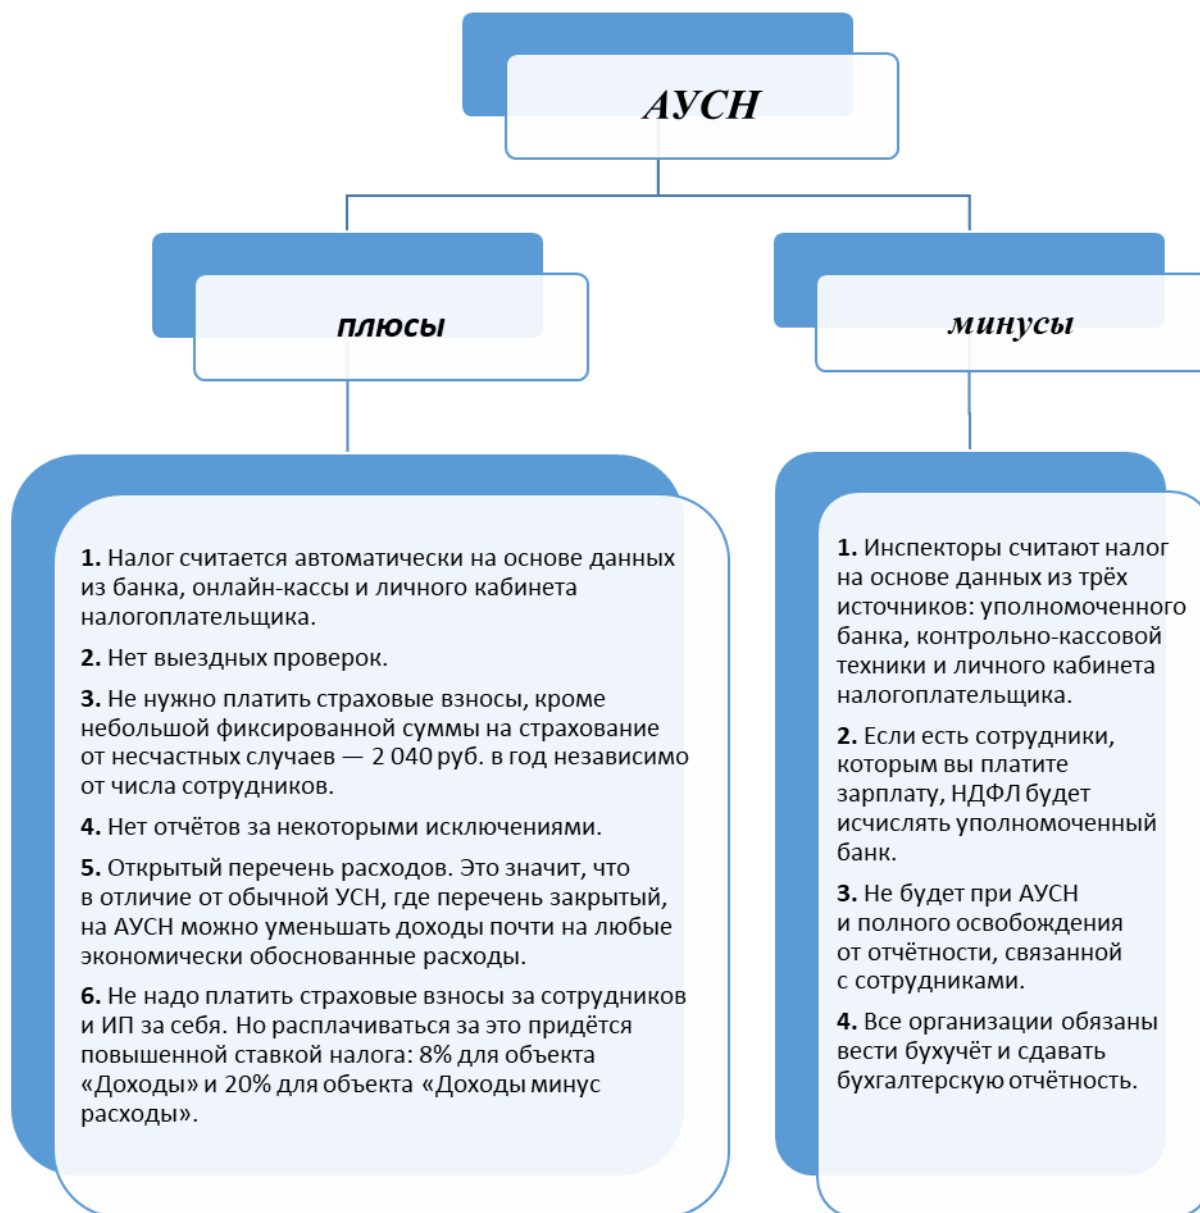 АУСН
плюсы
1. Налог считается автоматически на основе данных
из банка, онлайн-кассы и личного кабинета
налогоплательщика.
2. Нет выездных проверок.
3. Не нужно платить страховые взносы, кроме
небольшой фиксированной суммы на страхование
от несчастных случаев — 2 040 руб. в год независимо
от числа сотрудников.
4. Нет отчётов за некоторыми исключениями.
5. Открытый перечень расходов. Это значит, что
в отличие от обычной УСН, где перечень закрытый,
на АУСН можно уменьшать доходы почти на любые
экономически обоснованные расходы.
6. Не надо платить страховые взносы за сотрудников
и ИП за себя. Но расплачиваться за это придётся
повышенной ставкой налога: 8% для объекта
«Доходы» и 20% для объекта «Доходы минус
расходы».
минусы
1. Инспекторы считают налог
на основе данных из трёх
источников: уполномоченного
банка, контрольно-кассовой
техники и личного кабинета
налогоплательщика.
2. Если есть сотрудники,
которым вы платите
зарплату, НДФЛ будет
исчислять уполномоченный
банк.
3. Не будет при АУСН
и полного освобождения
от отчётности, связанной
с сотрудниками.
4. Все организации обязаны
вести бухучёт и сдавать
бухгалтерскую отчётность.